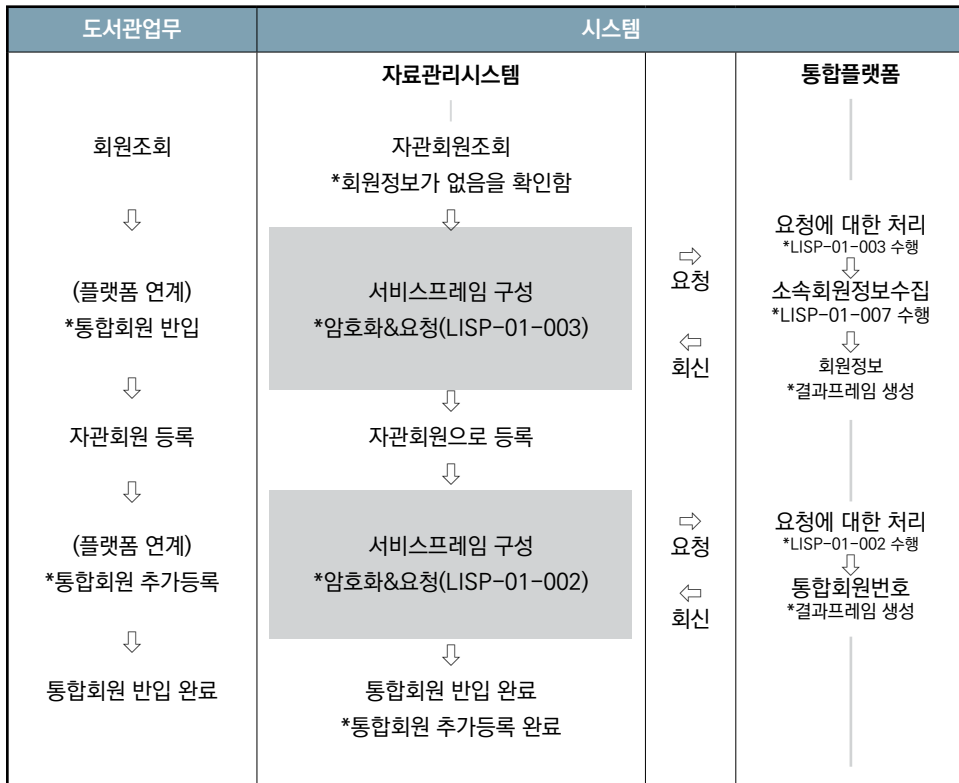 도서관업무
시스템
자료관리시스템
통합플랫폼
회원조회
자관회원조회
*회원정보가 없음을 확인함
⇩
⇩
(플랫폼 연계)
*통합회원 반입
서비스프레임 구성
*암호화&요청(LISP-01-003)
⇨
요청
⇦
회신
요청에 대한 처리
*LISP-01-003 수행
⇩
소속회원정보수집
*LISP-01-007 수행
⇩
회원정보
*결과프레임 생성
⇩
⇩
자관회원 등록
자관회원으로 등록
⇩
⇩
(플랫폼 연계)
*통합회원 추가등록
서비스프레임 구성
*암호화&요청(LISP-01-002)
⇨
요청
⇦
회신
요청에 대한 처리
*LISP-01-002 수행
⇩
통합회원번호
*결과프레임 생성
⇩
⇩
통합회원 반입 완료
통합회원 반입 완료
*통합회원 추가등록 완료